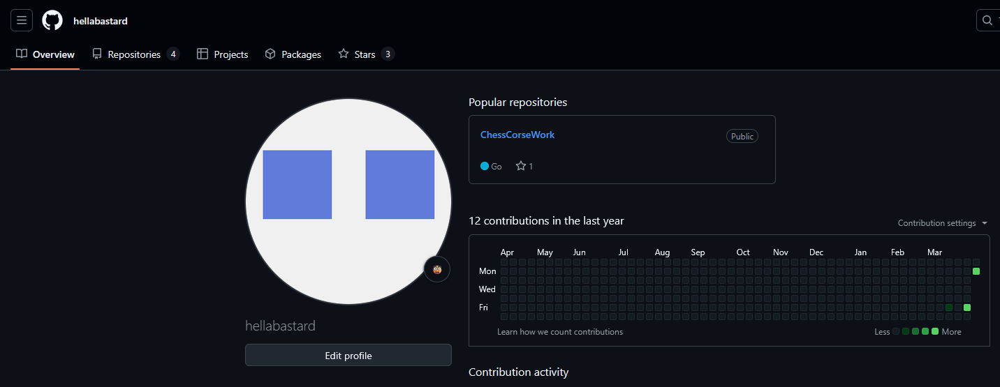 hellabastard
Overview Repositories 4 Projects Packages Stars 3
Popular repositories
ChessCorseWork Public
Go 1
12 contributions in the last year
Contribution settings
Apr May Jun Jul Aug Sep Oct Nov Dec Jan Feb Mar
Mon
Wed
Fri
Learn how we count contributions Less More
hellabastard
Edit profile
Contribution activity